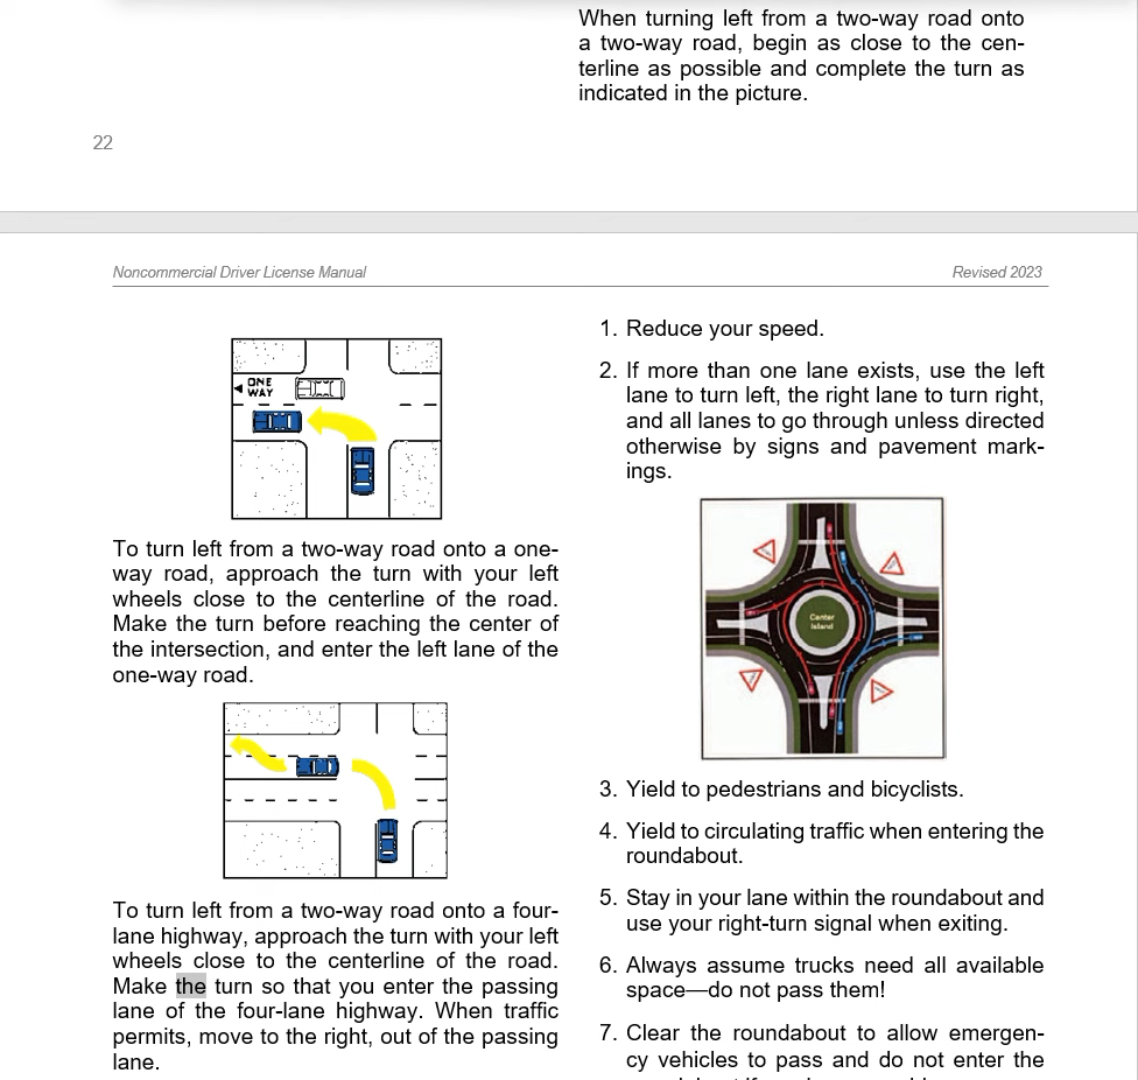 When turning left from a two-way road onto
a two-way road, begin as close to the cen-
terline as possible and complete the turn as
indicated in the picture.
22
Noncommercial Driver License Manual
Revised 2023
ONE
WAY
To turn left from a two-way road onto a one-
way road, approach the turn with your left
wheels close to the centerline of the road.
Make the turn before reaching the center of
the intersection, and enter the left lane of the
one-way road.
To turn left from a two-way road onto a four-
lane highway, approach the turn with your left
wheels close to the centerline of the road.
Make the turn so that you enter the passing
lane of the four-lane highway. When traffic
permits, move to the right, out of the passing
lane.
1. Reduce your speed.
2. If more than one lane exists, use the left
lane to turn left, the right lane to turn right,
and all lanes to go through unless directed
otherwise by signs and pavement mark-
ings.
Center
Island
3. Yield to pedestrians and bicyclists.
4. Yield to circulating traffic when entering the
roundabout.
5. Stay in your lane within the roundabout and
use your right-turn signal when exiting.
6. Always assume trucks need all available
space—do not pass them!
7. Clear the roundabout to allow emergen-
cy vehicles to pass and do not enter the